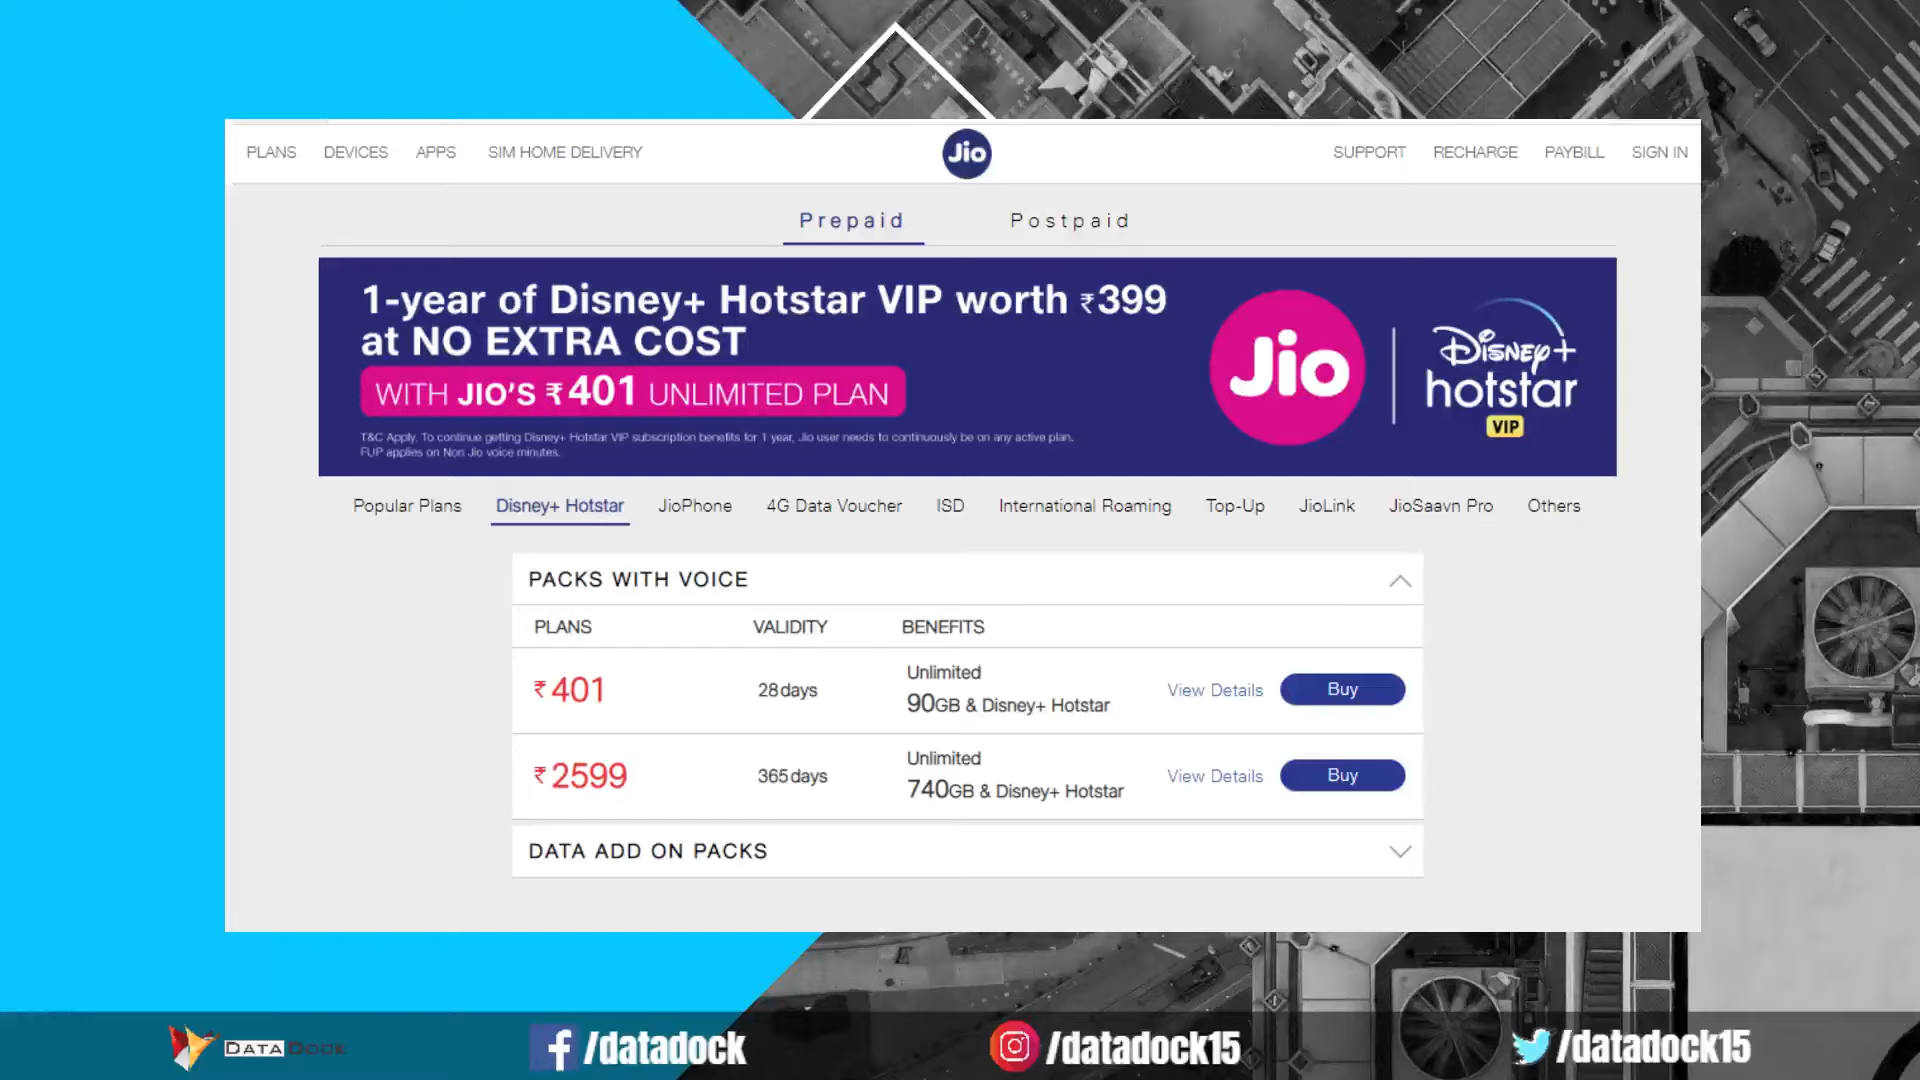 PLANS DEVICES APPS SIM HOME DELIVERY Jio SUPPORT RECHARGE PAYBILL SIGN IN
Prepaid Postpaid
1-year of Disney+ Hotstar VIP worth ₹399
at NO EXTRA COST
WITH JIO'S ₹401 UNLIMITED PLAN
T&C Apply. To continue getting Disney+ Hotstar VIP subscription benefits for 1 year, Jio user needs to continuously be on any active plan.
FUP applies on Non Jio voice minutes.
Jio
Disney+
hotstar
VIP
Popular Plans Disney+ Hotstar JioPhone 4G Data Voucher ISD International Roaming Top-Up JioLink JioSaavn Pro Others
PACKS WITH VOICE
PLANS VALIDITY BENEFITS
₹401 28 days Unlimited
90GB & Disney+ Hotstar View Details Buy
₹2599 365 days Unlimited
740GB & Disney+ Hotstar View Details Buy
DATA ADD ON PACKS
DATA DOCK /datadock /datadock15 /datadock15